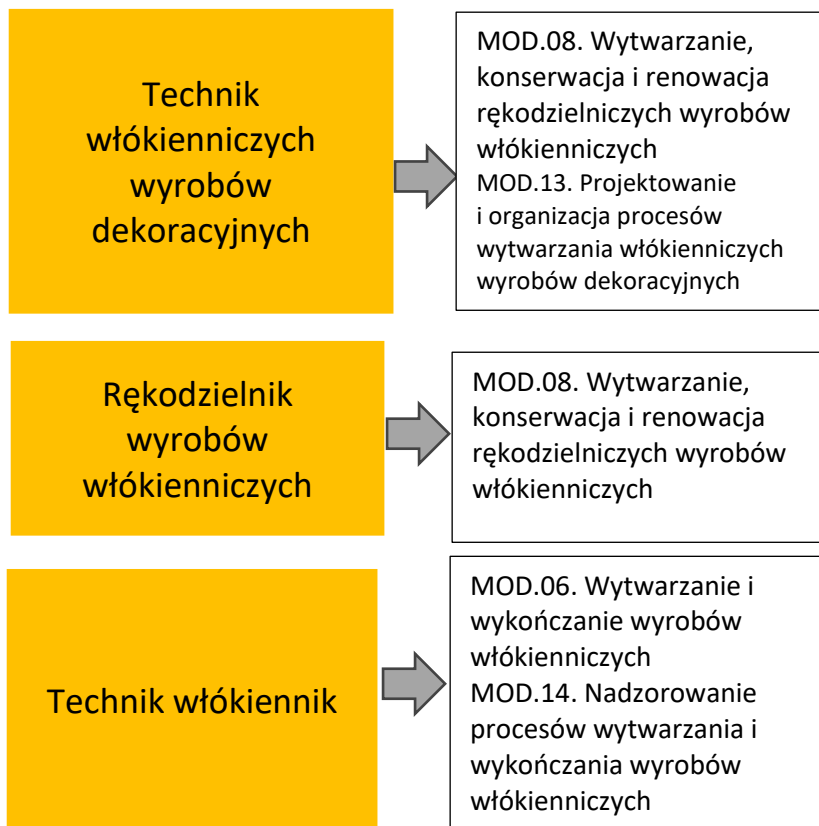 Technik
włókienniczych
wyrobów
dekoracyjnych
MOD.08. Wytwarzanie,
konserwacja i renowacja
rękodzielniczych wyrobów
włókienniczych
MOD.13. Projektowanie
i organizacja procesów
wytwarzania włókienniczych
wyrobów dekoracyjnych
Rękodzielnik
wyrobów
włókienniczych
MOD.08. Wytwarzanie,
konserwacja i renowacja
rękodzielniczych wyrobów
włókienniczych
Technik włókiennik
MOD.06. Wytwarzanie i
wykończanie wyrobów
włókienniczych
MOD.14. Nadzorowanie
procesów wytwarzania i
wykończania wyrobów
włókienniczych